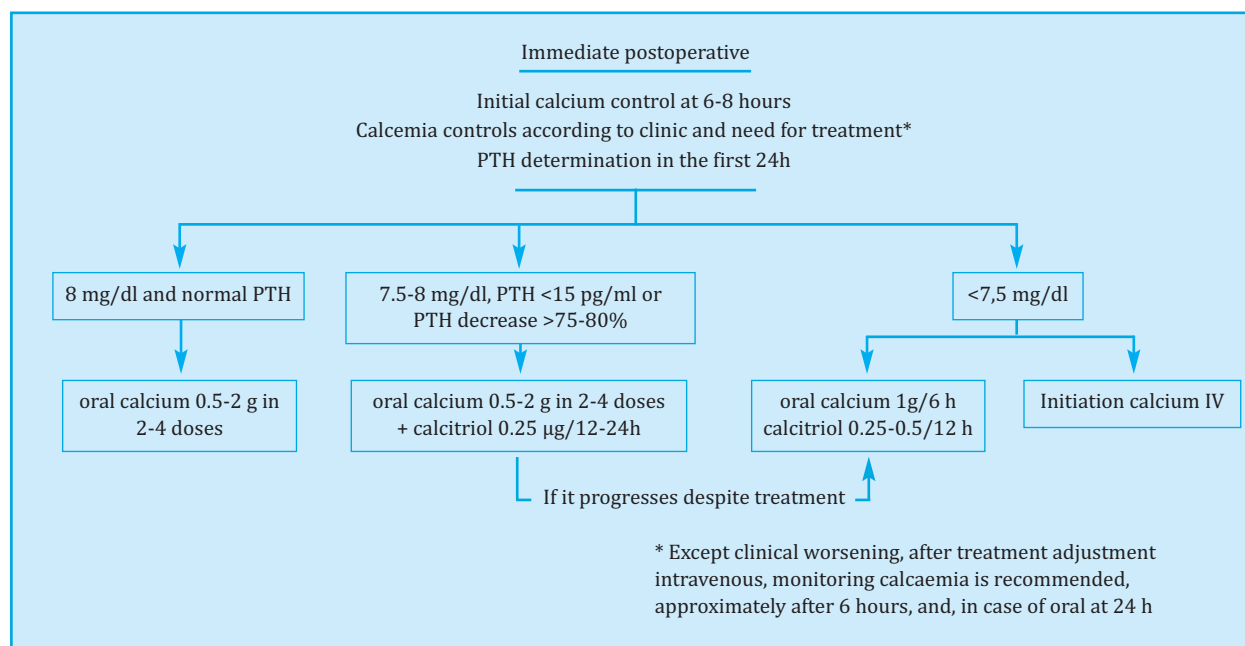 Immediate postoperative
Initial calcium control at 6-8 hours
Calcemia controls according to clinic and need for treatment*
PTH determination in the first 24h
8 mg/dl and normal PTH
7.5-8 mg/dl, PTH <15 pg/ml or
PTH decrease >75-80%
<7,5 mg/dl
oral calcium 0.5-2 g in
2-4 doses
oral calcium 0.5-2 g in 2-4 doses
+ calcitriol 0.25 µg/12-24h
oral calcium 1g/6 h
calcitriol 0.25-0.5/12 h
Initiation calcium IV
If it progresses despite treatment
* Except clinical worsening, after treatment adjustment
intravenous, monitoring calcaemia is recommended,
approximately after 6 hours, and, in case of oral at 24 h